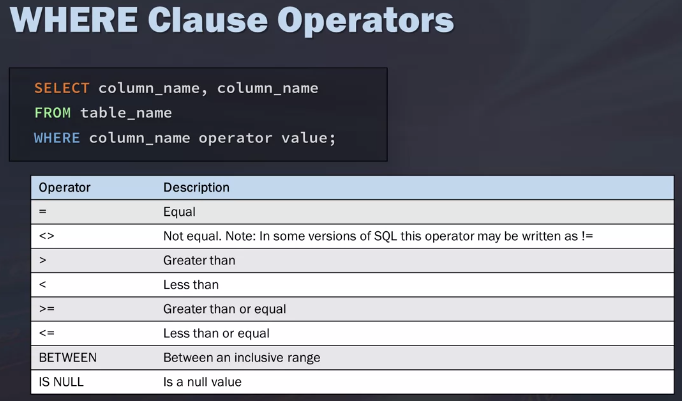 WHERE Clause Operators
SELECT column_name, column_name
FROM table_name
WHERE column_name operator value;
Operator Description
= Equal
<> Not equal. Note: In some versions of SQL this operator may be written as !=
> Greater than
< Less than
>= Greater than or equal
<= Less than or equal
BETWEEN Between an inclusive range
IS NULL Is a null value